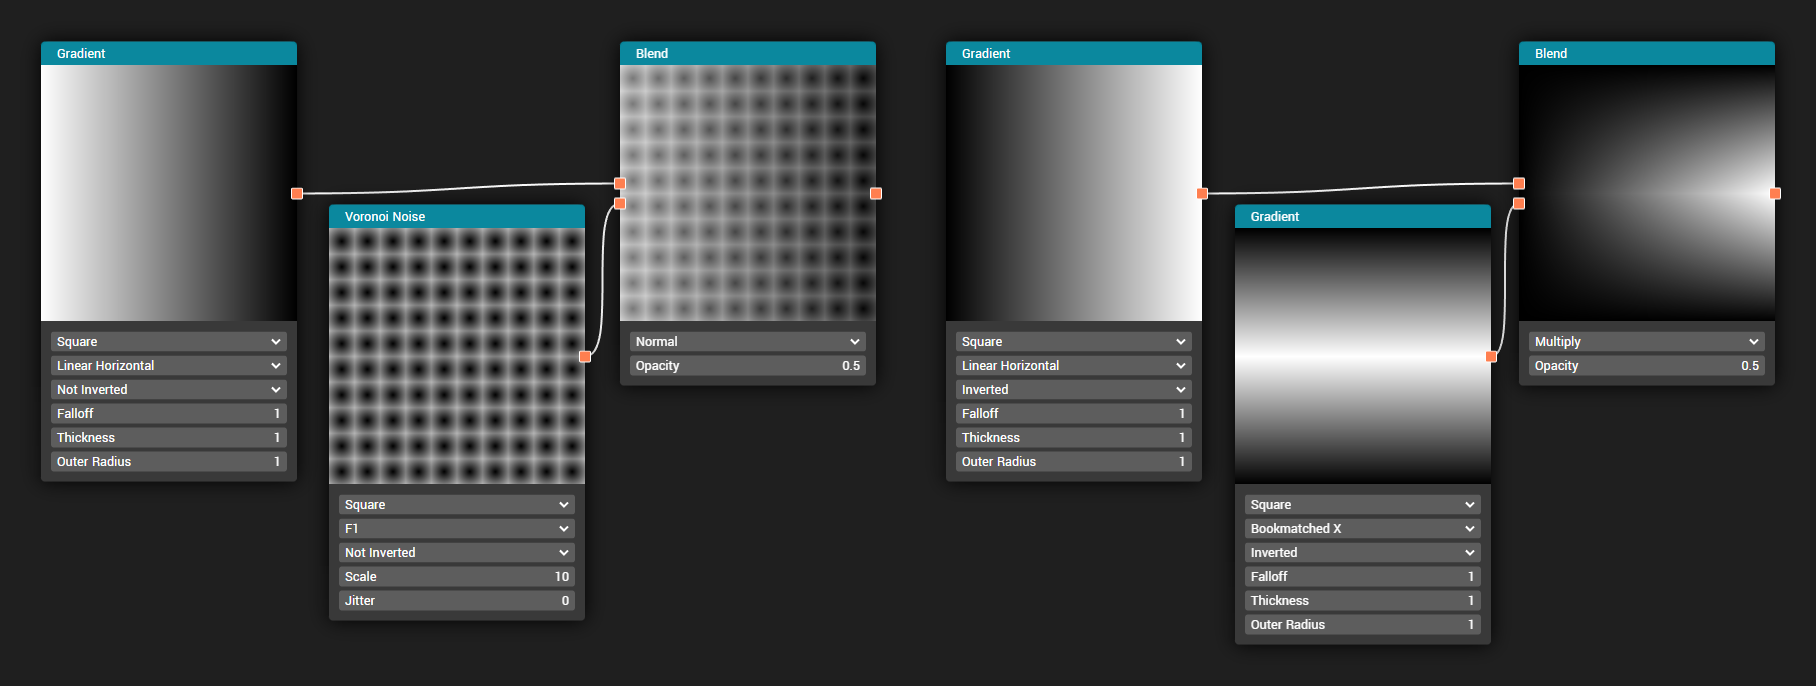 Gradient
Square
Linear Horizontal
Not Inverted
Falloff 1
Thickness 1
Outer Radius 1
Voronoi Noise
Square
F1
Not Inverted
Scale 10
Jitter 0
Blend
Normal
Opacity 0.5
Gradient
Square
Linear Horizontal
Inverted
Falloff 1
Thickness 1
Outer Radius 1
Gradient
Square
Bookmatched X
Inverted
Falloff 1
Thickness 1
Outer Radius 1
Blend
Multiply
Opacity 0.5